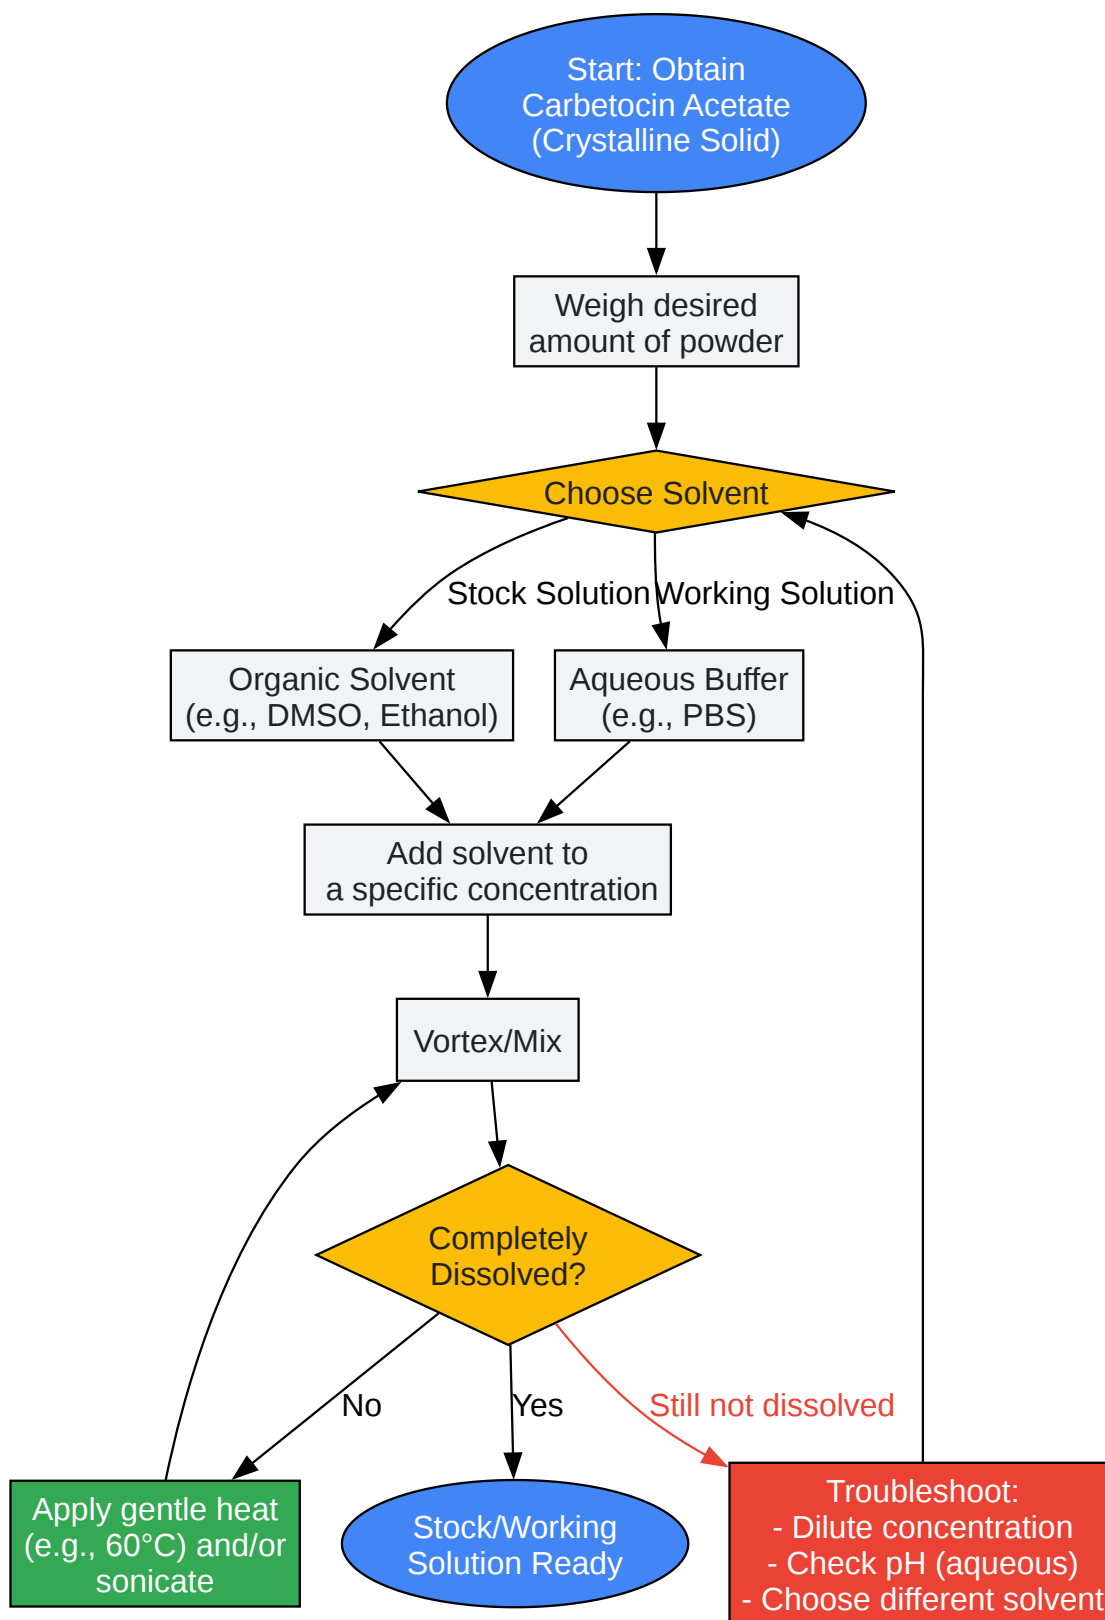 Start: Obtain
Carbetocin Acetate
(Crystalline Solid)
Weigh desired
amount of powder
Choose Solvent
Stock Solution
Working Solution
Organic Solvent
(e.g., DMSO, Ethanol)
Aqueous Buffer
(e.g., PBS)
Add solvent to
a specific concentration
Vortex/Mix
Completely
Dissolved?
No
Yes
Still not dissolved
Apply gentle heat
(e.g., 60°C) and/or
sonicate
Stock/Working
Solution Ready
Troubleshoot:
- Dilute concentration
- Check pH (aqueous)
- Choose different solvent